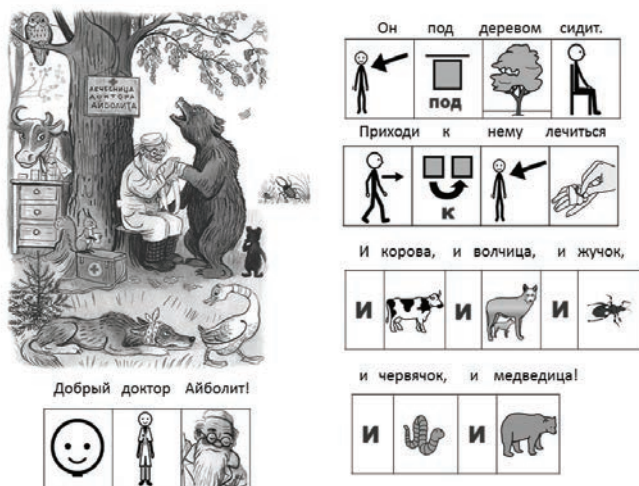 ЛЕЧЕБНИЦА
ДОКТОРА
АЙБОЛИТА
Добрый доктор Айболит!
Он под деревом сидит.
под
Приходи к нему лечиться
к
И корова, и волчица, и жучок,
и и и
и червячок, и медведица!
и и